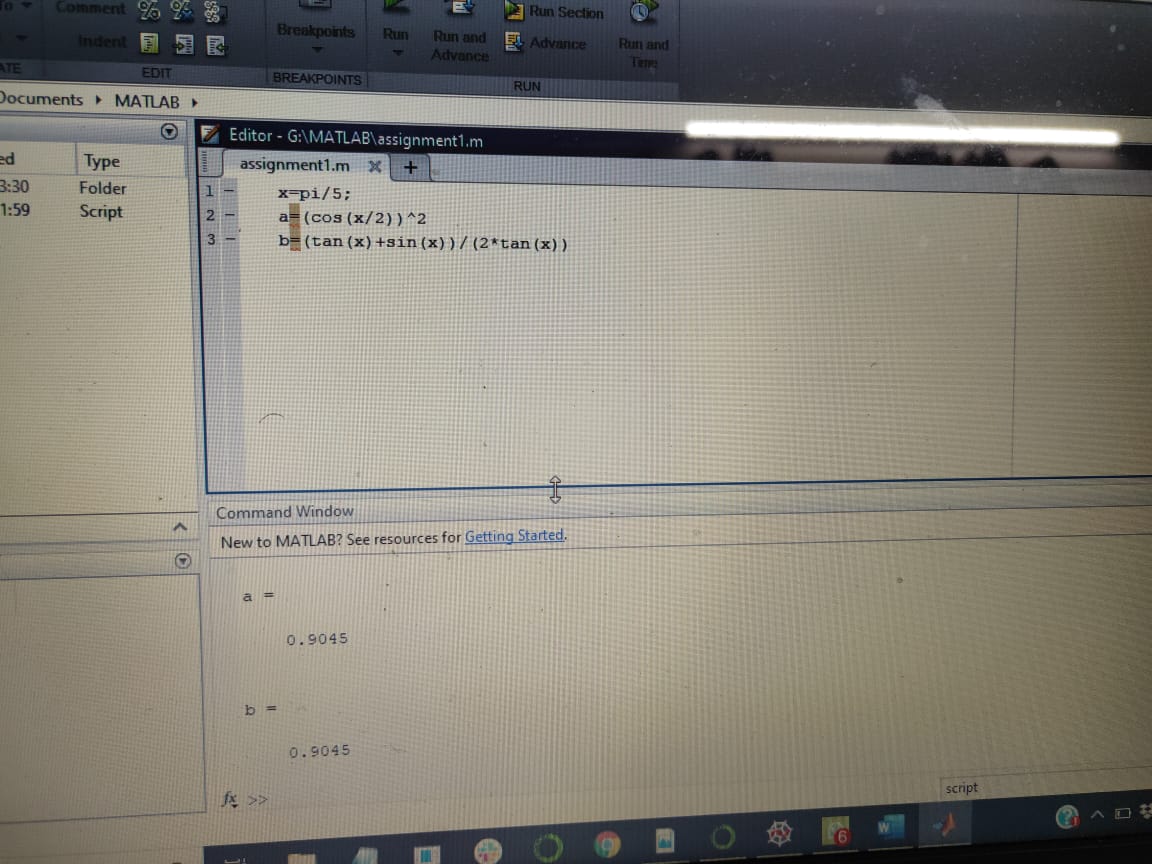 Comment
Indent
EDIT
Breakpoints
BREAKPOINTS
Run
Run and
Advance
Run Section
Advance
Run and
Time
RUN
Documents ▸ MATLAB ▸
Type
3:30 Folder
1:59 Script
Editor - G:\MATLAB\assignment1.m
assignment1.m
1 - x=pi/5;
2 - a=(cos(x/2))^2
3 - b=(tan(x)+sin(x))/(2*tan(x))
Command Window
New to MATLAB? See resources for Getting Started.
a =
0.9045
b =
0.9045
fx >>
script
6